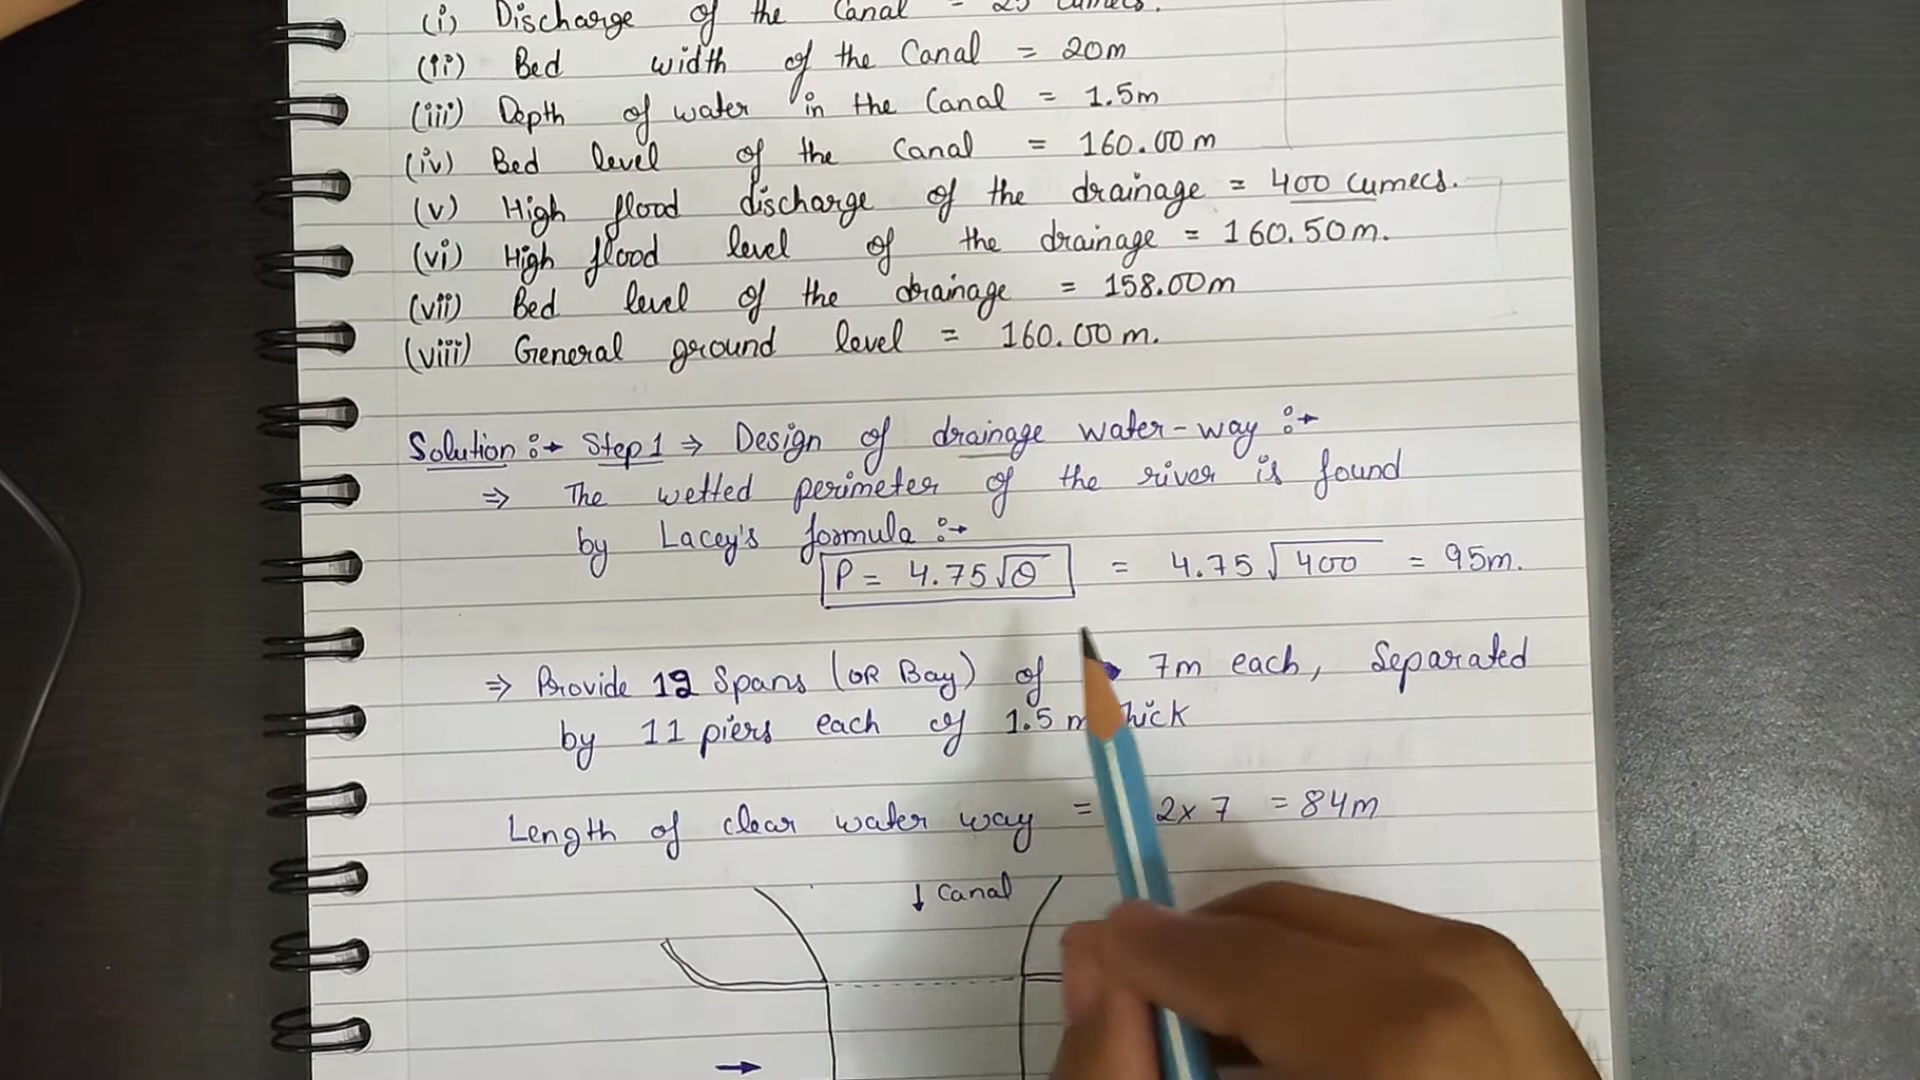 (i) Discharge of the Canal = 25 cumecs.
(ii) Bed width of the Canal = 20m
(iii) Depth of water in the Canal = 1.5m
(iv) Bed level of the Canal = 160.00 m
(v) High flood discharge of the drainage = 400 cumecs.
(vi) High flood level of the drainage = 160.50m.
(vii) Bed level of the drainage = 158.00m
(viii) General ground level = 160.00 m.
Solution :→ Step 1 ⇒ Design of drainage water-way :→
⇒ The wetted perimeter of the river is found
by Lacey's formula :→
P = 4.75√Q = 4.75√400 = 95m.
⇒ Provide 12 Spans (OR Bay) of 7m each, Separated
by 11 piers each of 1.5 m thick
Length of clear water way = 2 x 7 = 84m
↓ Canal
→